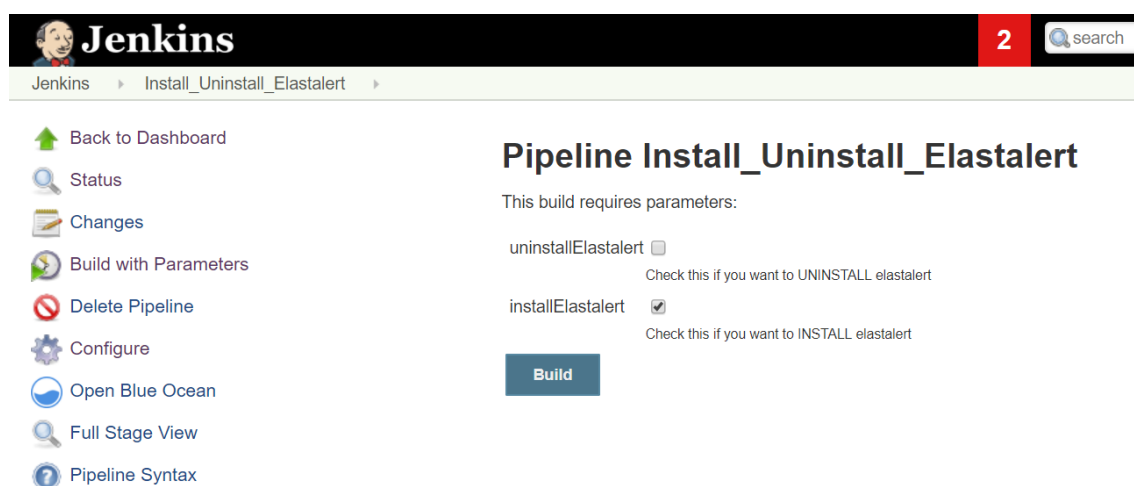 Jenkins
2
search
Jenkins
Install_Uninstall_Elastalert
Back to Dashboard
Status
Changes
Build with Parameters
Delete Pipeline
Configure
Open Blue Ocean
Full Stage View
Pipeline Syntax
Pipeline Install_Uninstall_Elastalert
This build requires parameters:
uninstallElastalert
Check this if you want to UNINSTALL elastalert
installElastalert
Check this if you want to INSTALL elastalert
Build